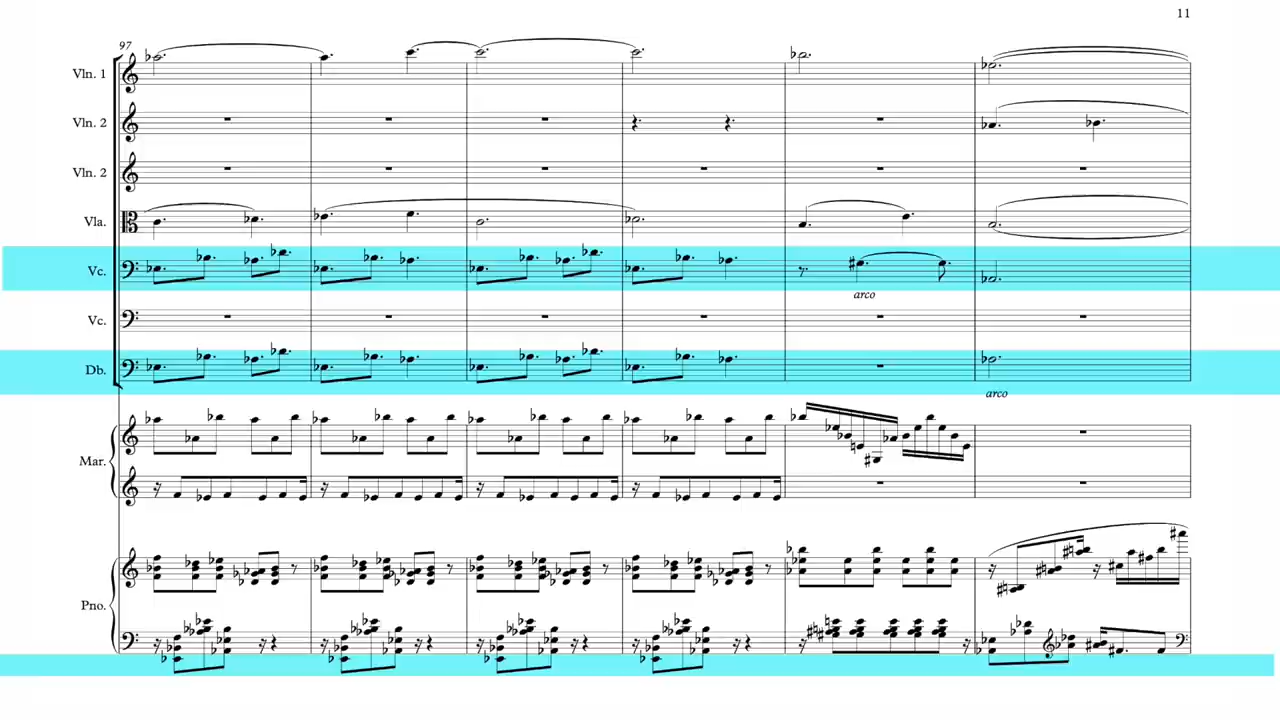 11
97
Vln. 1
Vln. 2
Vln. 2
Vla.
Vc.
arco
Vc.
Db.
arco
Mar.
Pno.